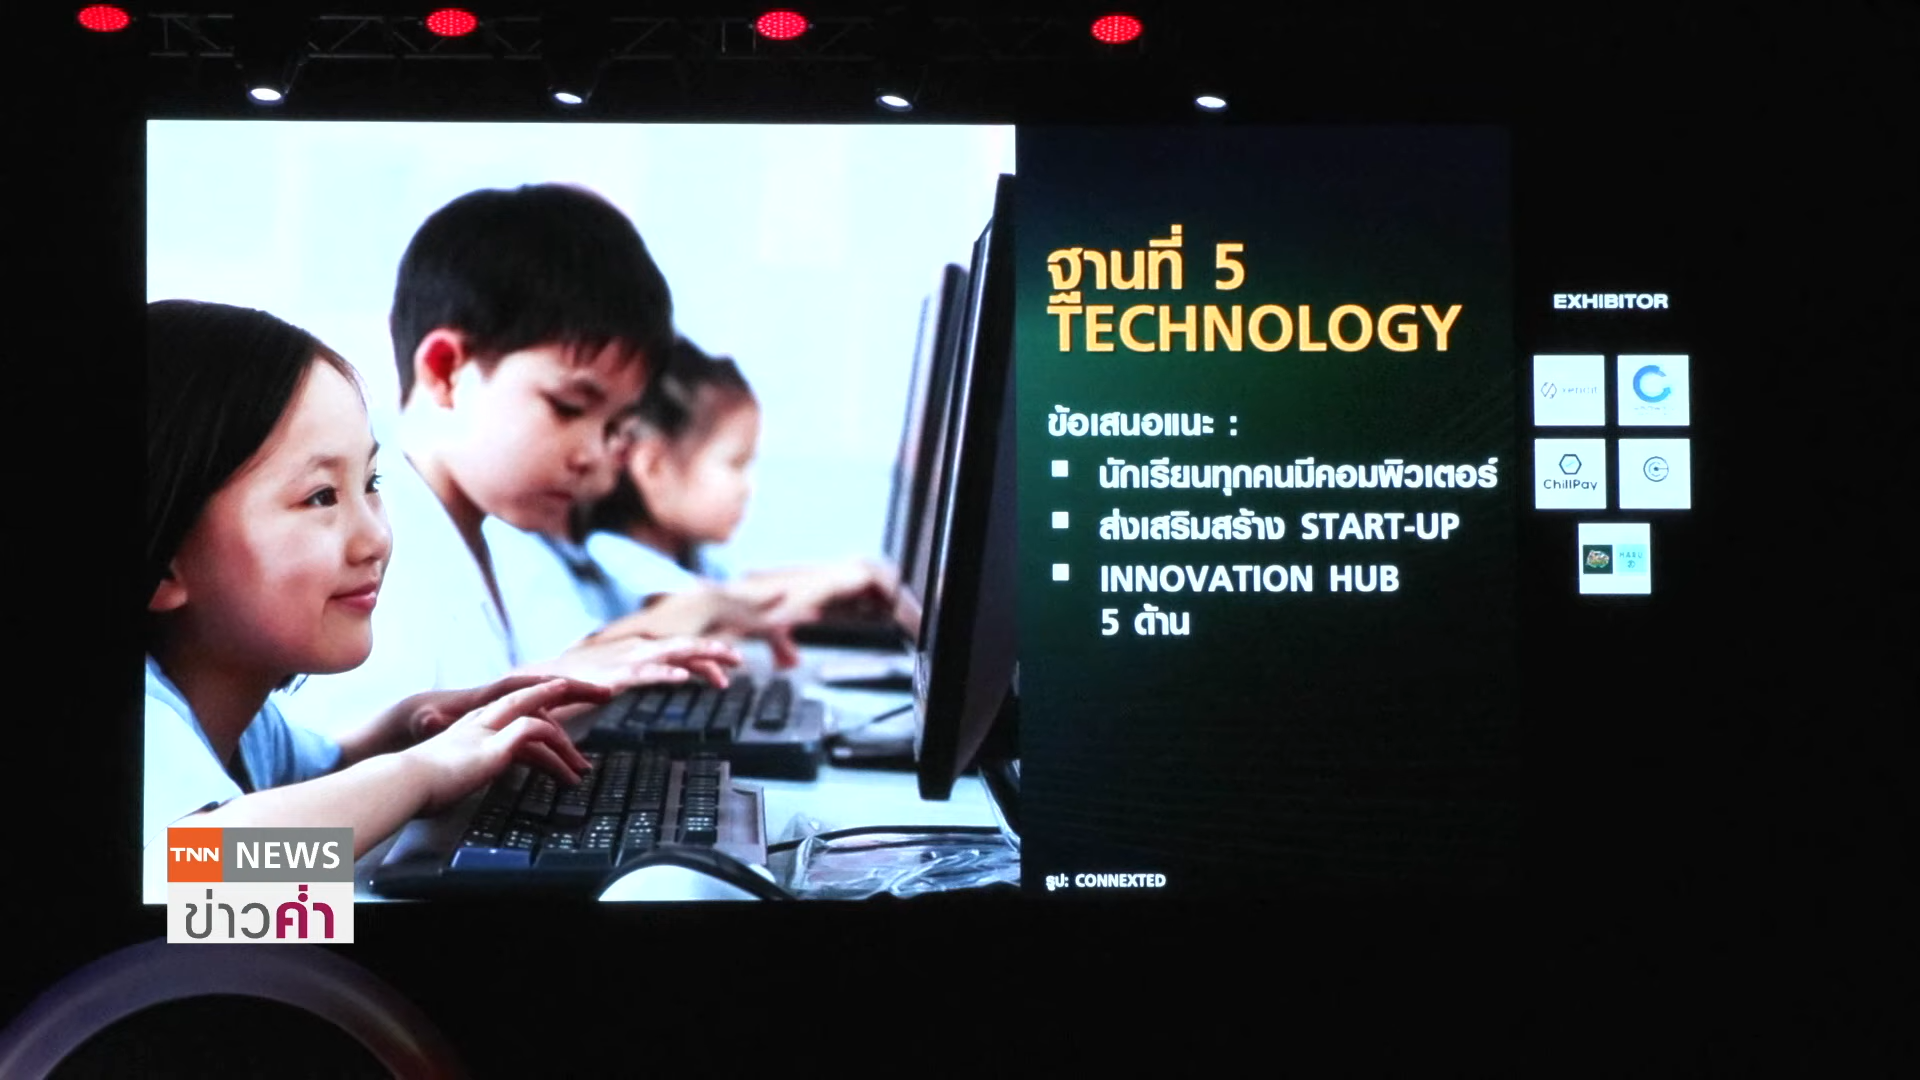 ฐานที่ 5
TECHNOLOGY
ข้อเสนอแนะ :
▪ นักเรียนทุกคนมีคอมพิวเตอร์
▪ ส่งเสริมสร้าง START-UP
▪ INNOVATION HUB
5 ด้าน
รูป: CONNEXTED
EXHIBITOR
ChillPay
HARU
TNN NEWS
ข่าวค่ำ